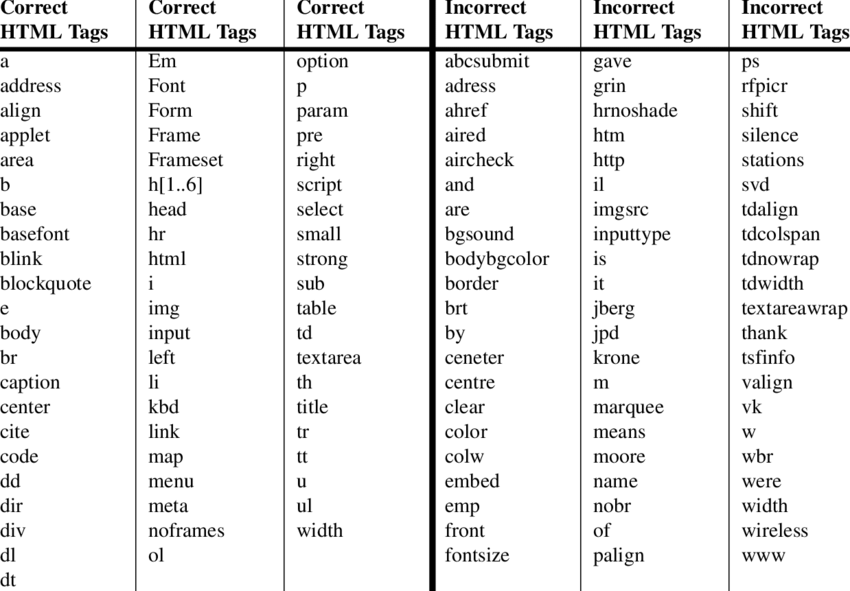 Correct Correct Correct Incorrect Incorrect Incorrect
HTML Tags HTML Tags HTML Tags HTML Tags HTML Tags HTML Tags
a Em option abcsubmit gave ps
address Font p adress grin rfpicr
align Form param ahref hrnoshade shift
applet Frame pre aired htm silence
area Frameset right aircheck http stations
b h[1..6] script and il svd
base head select are imgsrc tdalign
basefont hr small bgsound inputtype tdcolspan
blink html strong bodybgcolor is tdnowrap
blockquote i sub border it tdwidth
e img table brt jberg textareawrap
body input td by jpd thank
br left textarea ceneter krone tsfinfo
caption li th centre m valign
center kbd title clear marquee vk
cite link tr color means w
code map tt colw moore wbr
dd menu u embed name were
dir meta ul emp nobr width
div noframes width front of wireless
dl ol fontsize palign www
dt